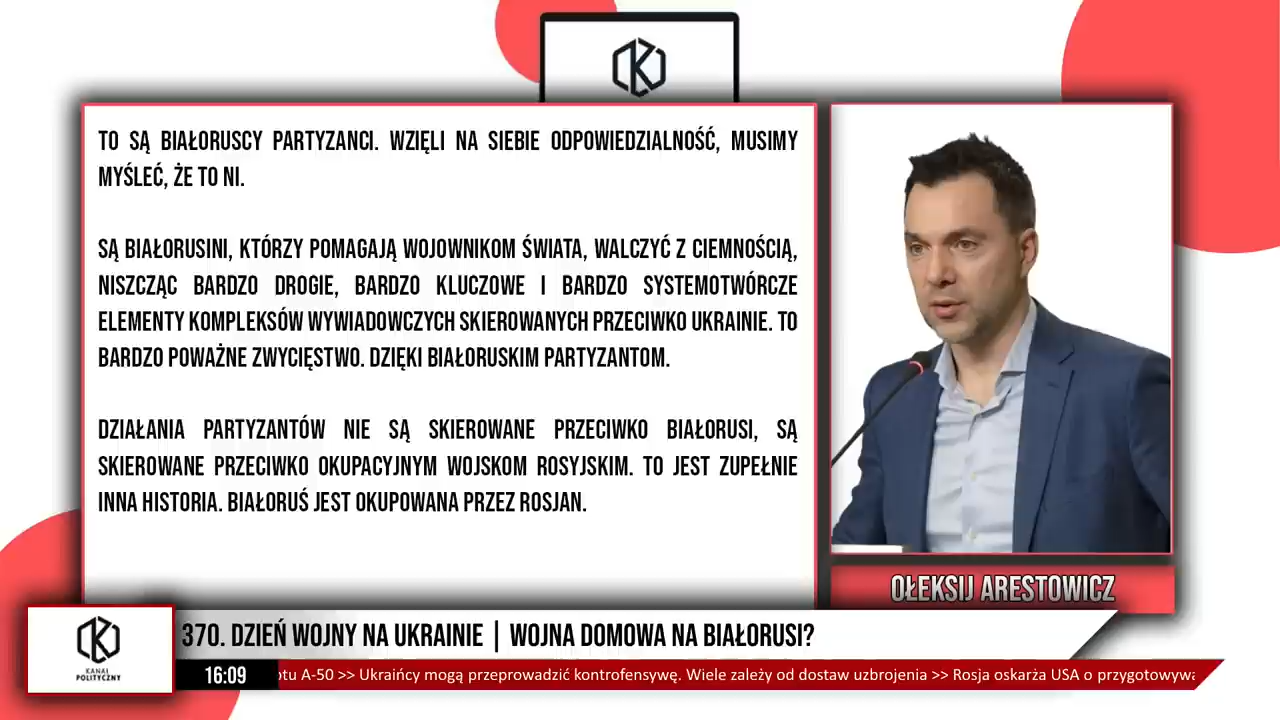 TO SĄ BIAŁORUSCY PARTYZANCI. WZIĘLI NA SIEBIE ODPOWIEDZIALNOŚĆ, MUSIMY
MYŚLEĆ, ŻE TO NI.
SĄ BIAŁORUSINI, KTÓRZY POMAGAJĄ WOJOWNIKOM ŚWIATA, WALCZYĆ Z CIEMNOŚCIĄ,
NISZCZĄC BARDZO DROGIE, BARDZO KLUCZOWE I BARDZO SYSTEMOTWÓRCZE
ELEMENTY KOMPLEKSÓW WYWIADOWCZYCH SKIEROWANYCH PRZECIWKO UKRAINIE. TO
BARDZO POWAŻNE ZWYCIĘSTWO. DZIĘKI BIAŁORUSKIM PARTYZANTOM.
DZIAŁANIA PARTYZANTÓW NIE SĄ SKIEROWANE PRZECIWKO BIAŁORUSI, SĄ
SKIEROWANE PRZECIWKO OKUPACYJNYM WOJSKOM ROSYJSKIM. TO JEST ZUPEŁNIE
INNA HISTORIA. BIAŁORUŚ JEST OKUPOWANA PRZEZ ROSJAN.
OŁEKSIJ ARESTOWICZ
KANAŁ
POLITYCZNY
370. DZIEŃ WOJNY NA UKRAINIE | WOJNA DOMOWA NA BIAŁORUSI?
16:09
otu A-50 >> Ukraińcy mogą przeprowadzić kontrofensywę. Wiele zależy od dostaw uzbrojenia >> Rosja oskarża USA o przygotowywa